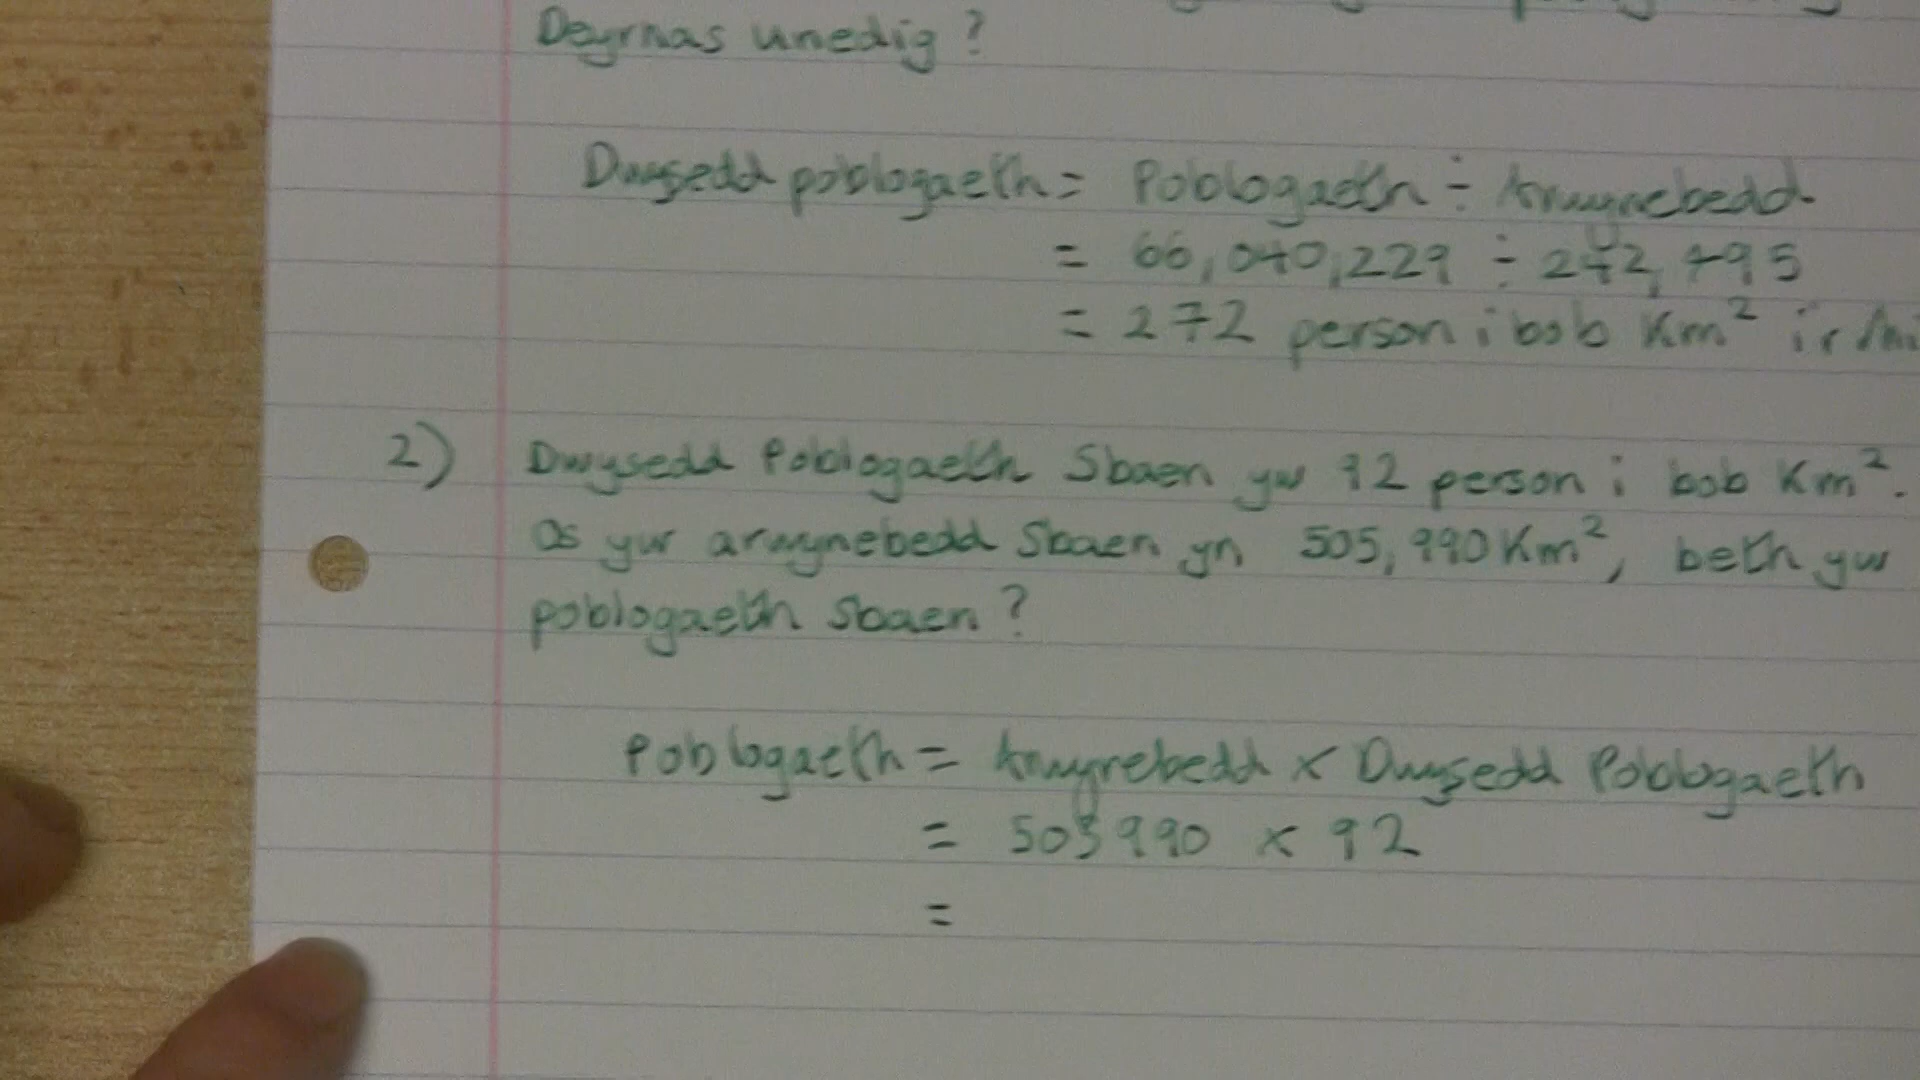 Deyrnas unedig?
Dwysedd poblogaeth = Poblogaeth ÷ Arwynebedd
= 66,040,229 ÷ 242,495
= 272 person i bob Km² i'r
2) Dwysedd Poblogaeth Sbaen yw 92 person i bob Km².
Os yw arwynebedd Sbaen yn 505,990 Km², beth yw
poblogaeth Sbaen?
Poblogaeth = Arwynebedd × Dwysedd Poblogaeth
= 505990 × 92
=